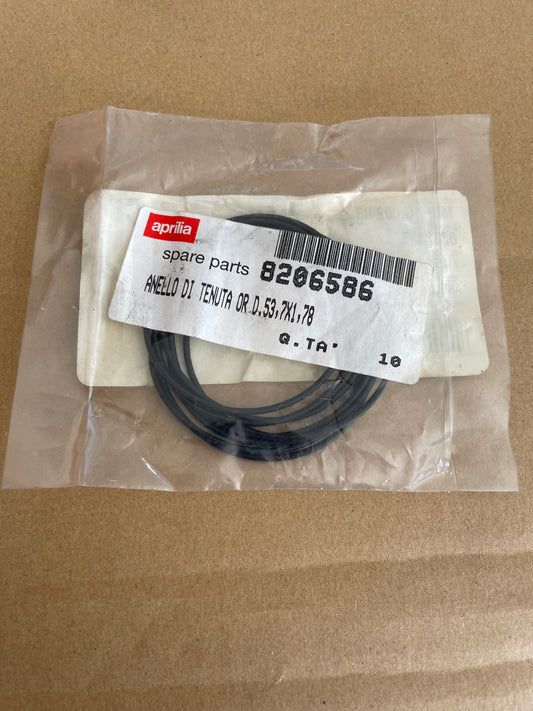 aprilia
spare parts 8206586
ANELLO DI TENUTA OR D.53,7X1,78
Q.TA' 10